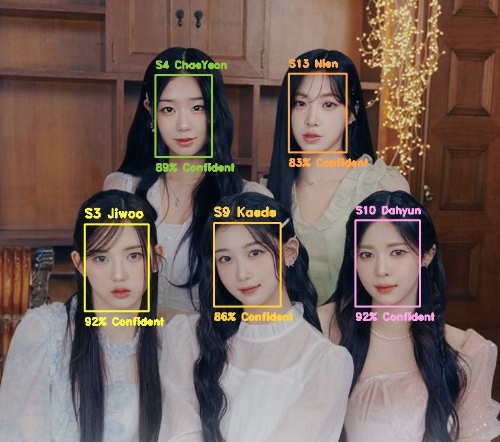 S4 ChaeYeon
S13 Nien
89% Confident
83% Confident
S3 Jiwoo
S9 Kaede
S10 Dahyun
92% Confident
86% Confident
92% Confident